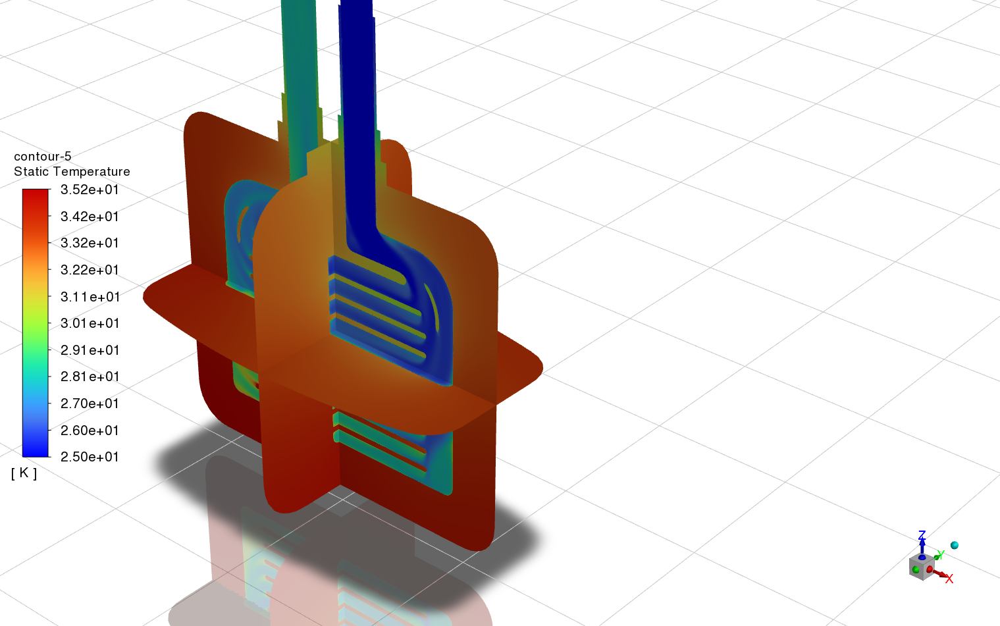 contour-5
Static Temperature
3.52e+01
3.42e+01
3.32e+01
3.22e+01
3.11e+01
3.01e+01
2.91e+01
2.81e+01
2.70e+01
2.60e+01
2.50e+01
[ K ]
Z
Y
X